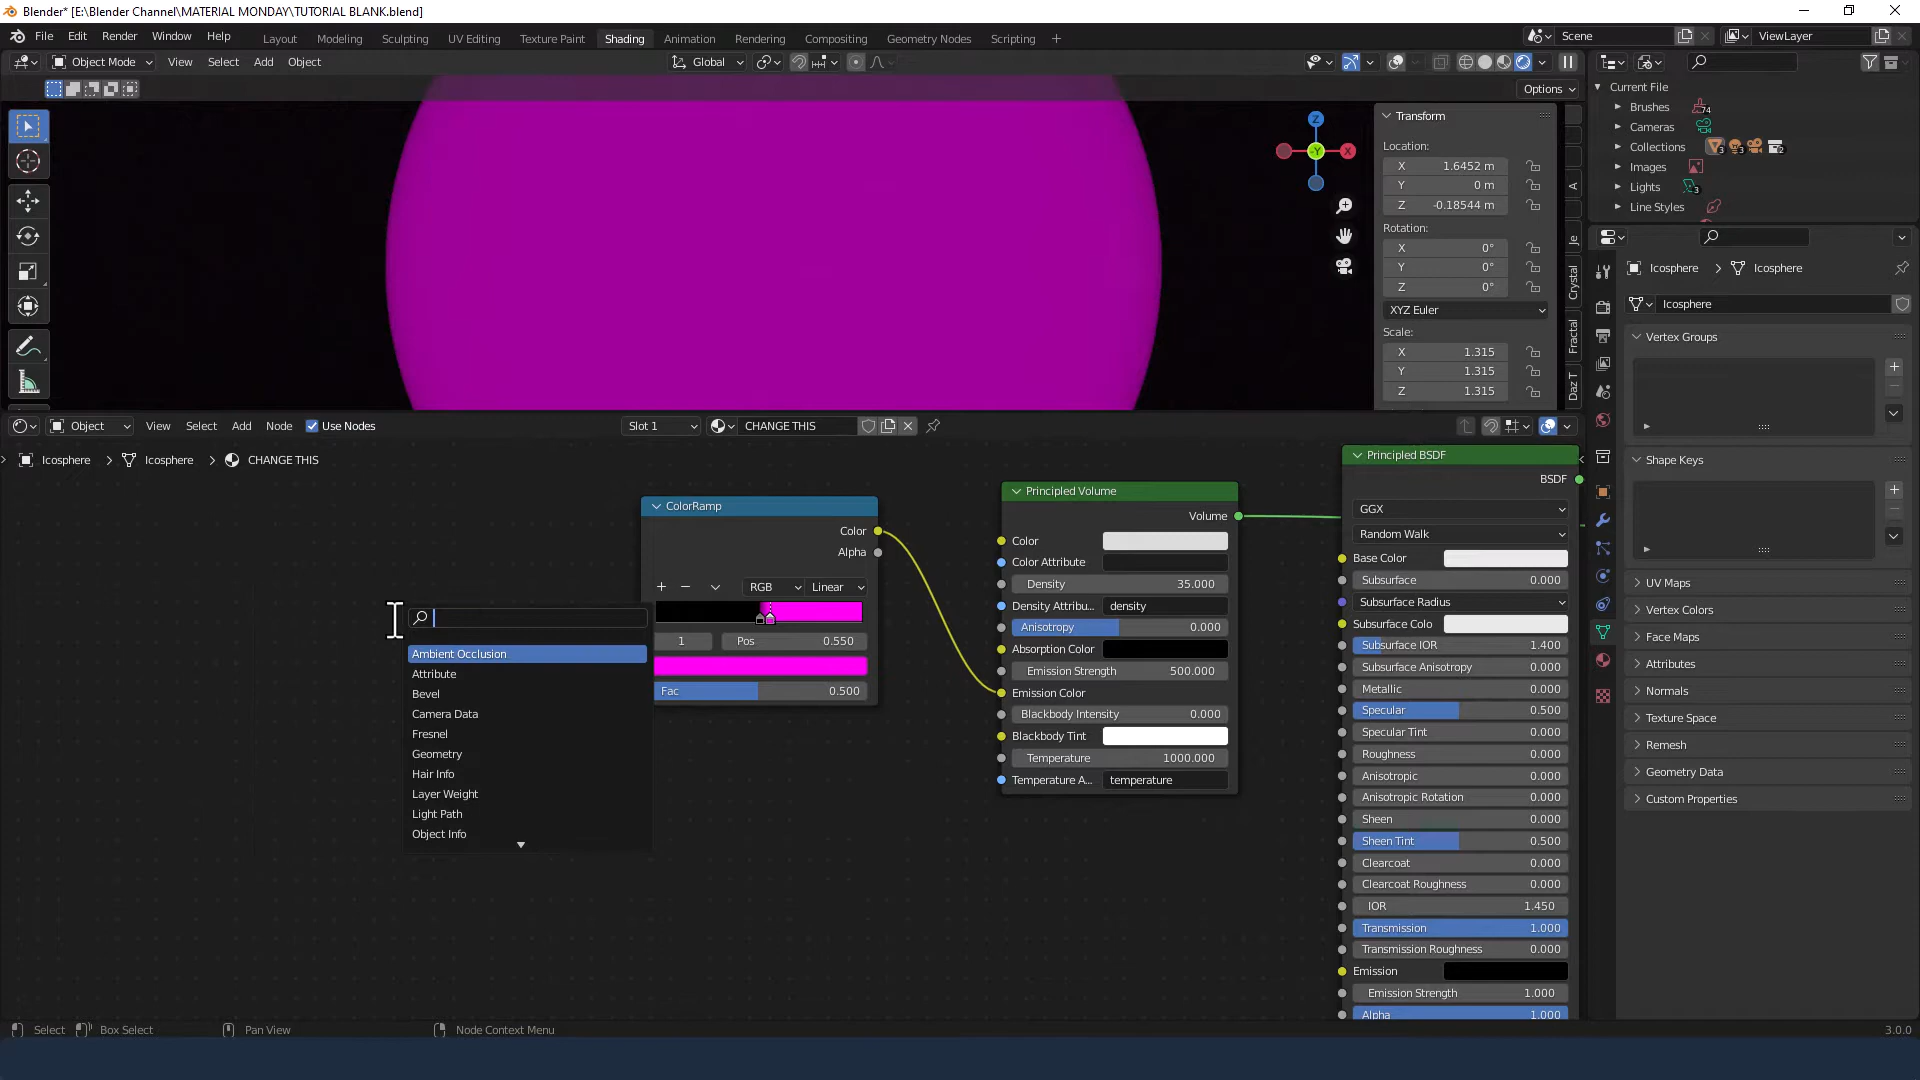 Blender* [E:\Blender Channel\MATERIAL MONDAY\TUTORIAL BLANK.blend]
File Edit Render Window Help Layout Modeling Sculpting UV Editing Texture Paint Shading Animation Rendering Compositing Geometry Nodes Scripting + Scene ViewLayer
Object Mode View Select Add Object Global
Options
Current File
Brushes 74
Cameras
Collections 3 3 2
Images
Lights 3
Line Styles
Transform
Location:
X 1.6452 m
Y 0 m
Z -0.18544 m
Rotation:
X 0°
Y 0°
Z 0°
XYZ Euler
Scale:
X 1.315
Y 1.315
Z 1.315
Z
-Y
X
A
Je
Crystal
Fractal
Daz T
Icosphere > Icosphere
Icosphere
Vertex Groups
Shape Keys
UV Maps
Vertex Colors
Face Maps
Attributes
Normals
Texture Space
Remesh
Geometry Data
Custom Properties
Object View Select Add Node Use Nodes Slot 1 CHANGE THIS
Icosphere > Icosphere > CHANGE THIS
ColorRamp
Color
Alpha
+ − RGB Linear
1 Pos 0.550
Fac 0.500
Ambient Occlusion
Attribute
Bevel
Camera Data
Fresnel
Geometry
Hair Info
Layer Weight
Light Path
Object Info
Principled Volume
Volume
Color
Color Attribute
Density 35.000
Density Attribu... density
Anisotropy 0.000
Absorption Color
Emission Strength 500.000
Emission Color
Blackbody Intensity 0.000
Blackbody Tint
Temperature 1000.000
Temperature A... temperature
Principled BSDF
BSDF
GGX
Random Walk
Base Color
Subsurface 0.000
Subsurface Radius
Subsurface Colo
Subsurface IOR 1.400
Subsurface Anisotropy 0.000
Metallic 0.000
Specular 0.500
Specular Tint 0.000
Roughness 0.000
Anisotropic 0.000
Anisotropic Rotation 0.000
Sheen 0.000
Sheen Tint 0.500
Clearcoat 0.000
Clearcoat Roughness 0.000
IOR 1.450
Transmission 1.000
Transmission Roughness 0.000
Emission
Emission Strength 1.000
Alpha 1.000
Select Box Select Pan View Node Context Menu 3.0.0